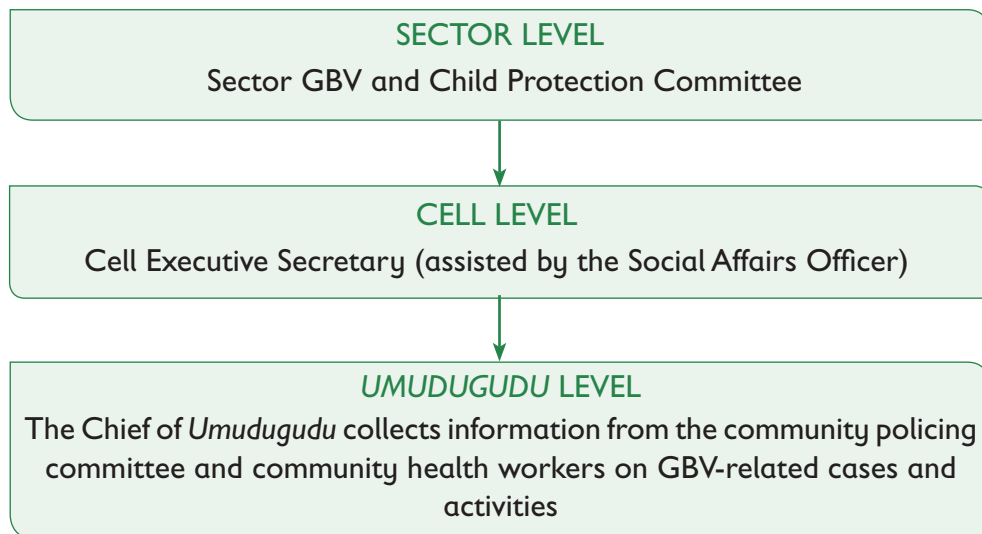 SECTOR LEVEL
Sector GBV and Child Protection Committee
CELL LEVEL
Cell Executive Secretary (assisted by the Social Affairs Officer)
UMUDUGUDU LEVEL
The Chief of Umudugudu collects information from the community policing
committee and community health workers on GBV-related cases and
activities